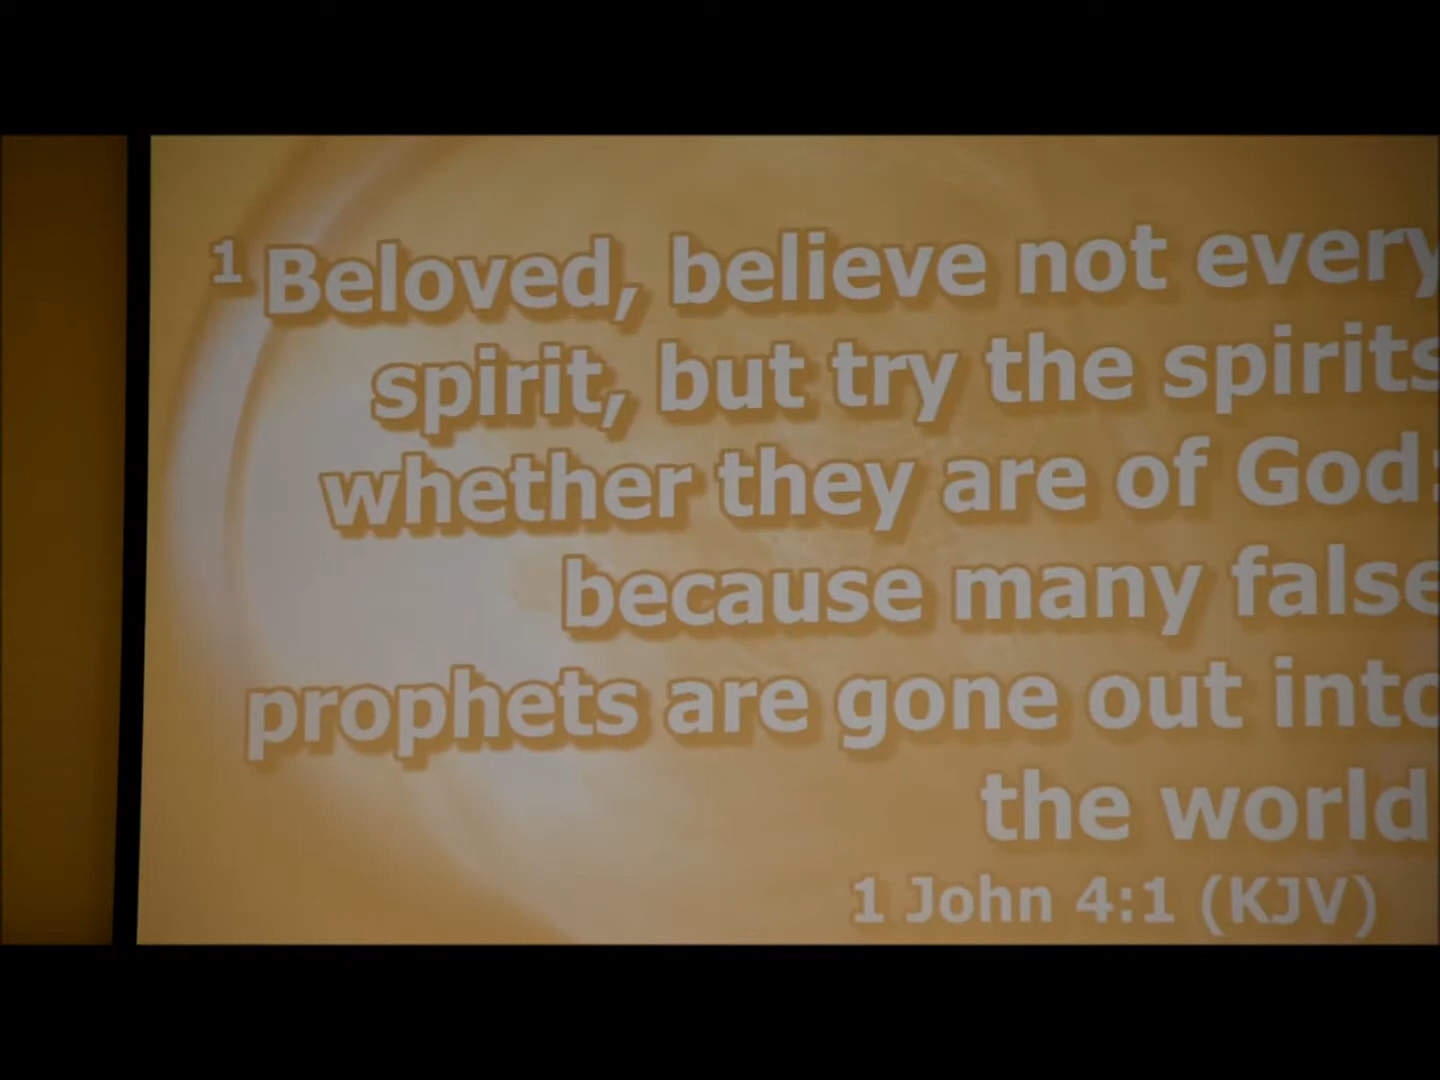 1 Beloved, believe not every
spirit, but try the spirits
whether they are of God:
because many false
prophets are gone out into
the world
1 John 4:1 (KJV)